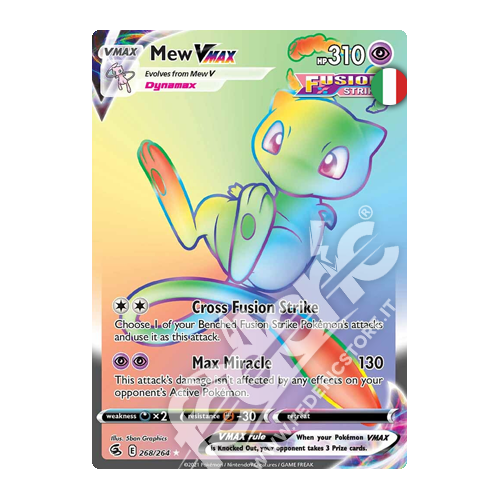 VMAX
Mew VMAX
HP 310
Evolves from Mew V
Dynamax
FUSION
STRIKE
Cross Fusion Strike
Choose 1 of your Benched Fusion Strike Pokémon's attacks
and use it as this attack.
Max Miracle 130
This attack's damage isn't affected by any effects on your
opponent's Active Pokémon.
weakness ×2 resistance -30 retreat
Illus. 5ban Graphics
VMAX rule
When your Pokémon VMAX
is Knocked Out, your opponent takes 3 Prize cards.
E 268/264
©2021 Pokémon / Nintendo / Creatures / GAME FREAK